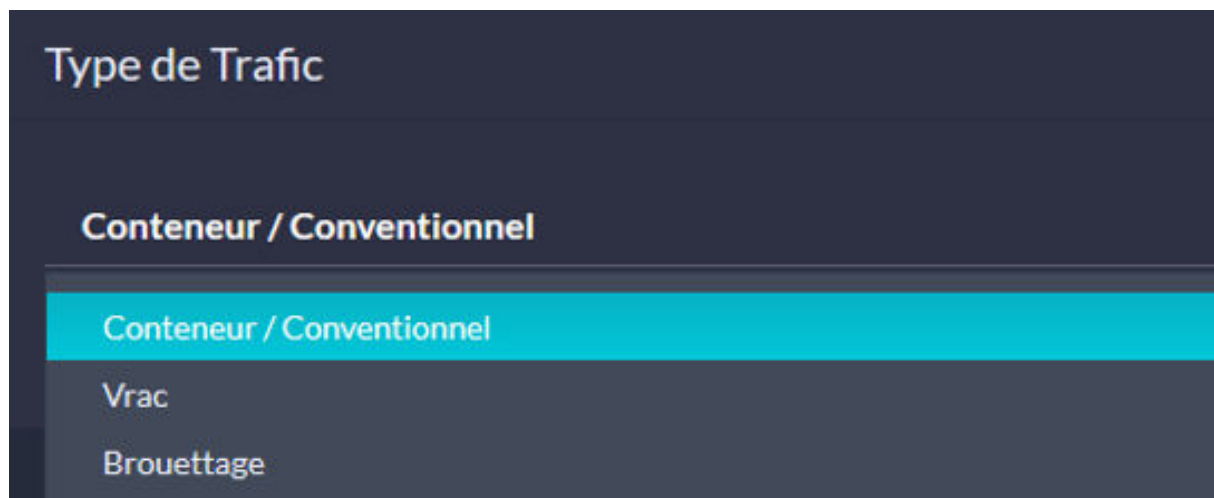 Type de Trafic
Conteneur / Conventionnel
Conteneur / Conventionnel
Vrac
Brouettage